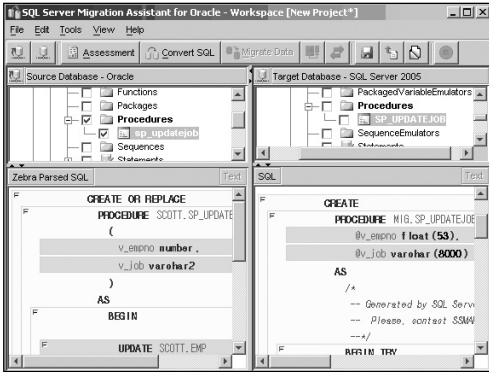 SQL Server Migration Assistant for Oracle - Workspace [New Project*]
File Edit Tools View Help
Assessment Convert SQL Migrate Data
Source Database - Oracle
Functions
Packages
Procedures
sp_updatejob
Sequences
Statements
Target Database - SQL Server 2005
PackagedVariableEmulators
Procedures
SP_UPDATEJOB
SequenceEmulators
Statements
Zebra Parsed SQL Text
CREATE OR REPLACE
PROCEDURE SCOTT.SP_UPDATE
(
v_empno number,
v_job varchar2
)
AS
BEGIN
UPDATE SCOTT.EMP
SQL Text
CREATE
PROCEDURE MIG.SP_UPDATEJOB
@v_empno float(53),
@v_job varchar(8000)
AS
/*
-- Generated by SQL Serv
-- Please, contact SSMA
--*/
BEGIN TRY